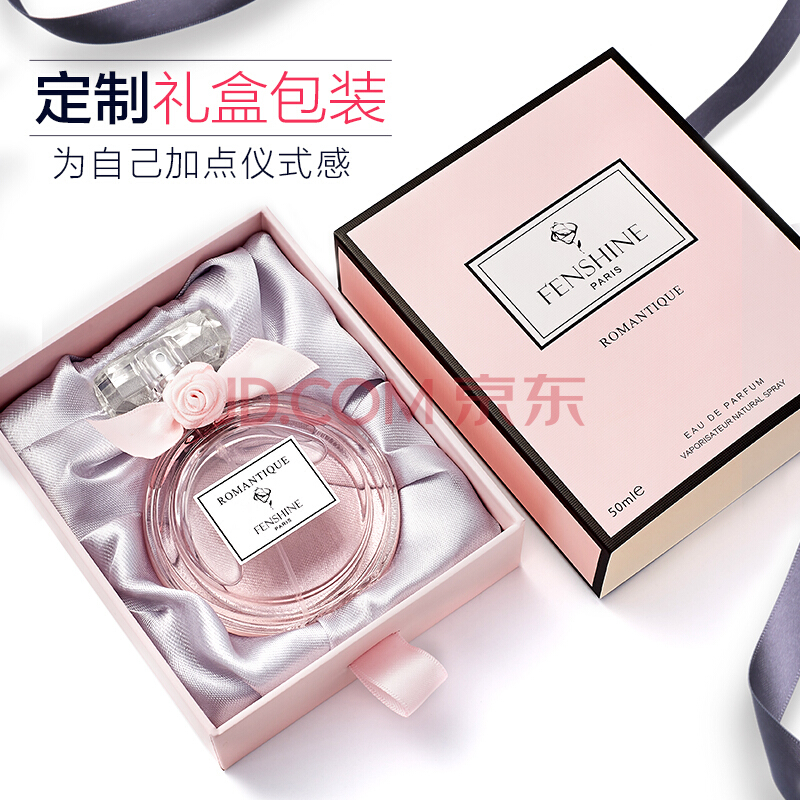 定制礼盒包装
为自己加点仪式感
FENSHINE
PARIS
ROMANTIQUE
EAU DE PARFUM
VAPORISATEUR NATURAL SPRAY
50ml℮
JD.COM 京东
ROMANTIQUE
FENSHINE
PARIS